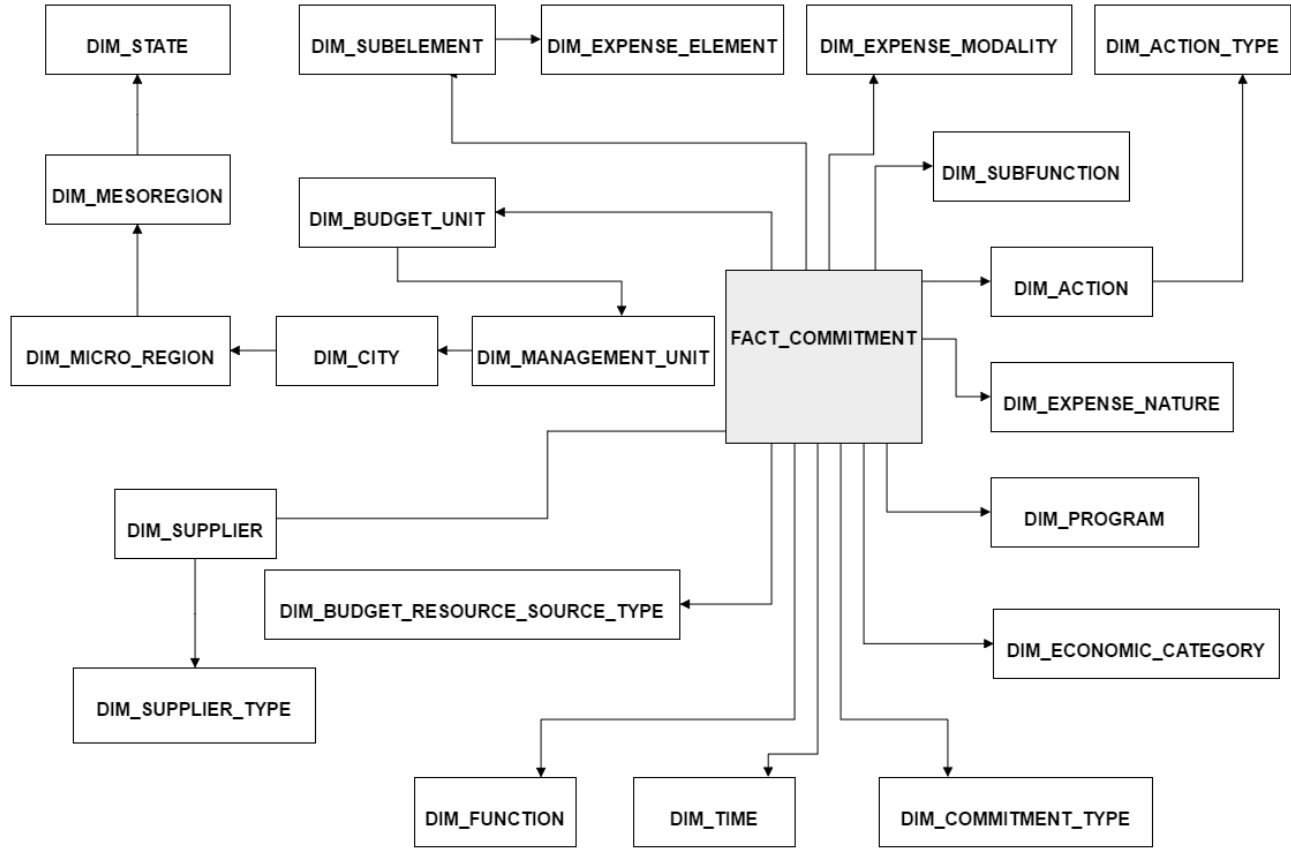 DIM_STATE
DIM_SUBELEMENT
DIM_EXPENSE_ELEMENT
DIM_EXPENSE_MODALITY
DIM_ACTION_TYPE
DIM_SUBFUNCTION
DIM_MESOREGION
DIM_BUDGET_UNIT
DIM_ACTION
FACT_COMMITMENT
DIM_MICRO_REGION
DIM_CITY
DIM_MANAGEMENT_UNIT
DIM_EXPENSE_NATURE
DIM_SUPPLIER
DIM_PROGRAM
DIM_BUDGET_RESOURCE_SOURCE_TYPE
DIM_ECONOMIC_CATEGORY
DIM_SUPPLIER_TYPE
DIM_FUNCTION
DIM_TIME
DIM_COMMITMENT_TYPE